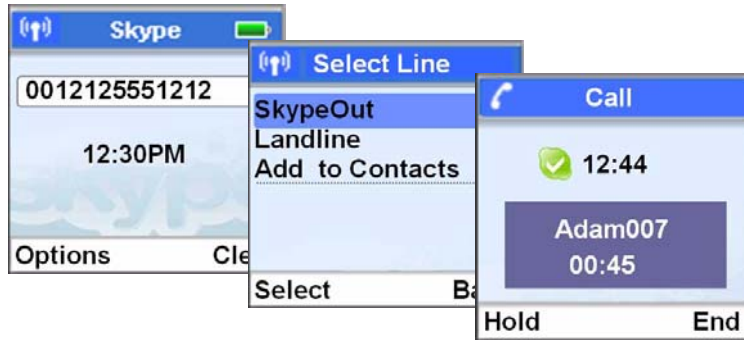 Skype
0012125551212
12:30PM
Options
Select Line
SkypeOut
Landline
Add to Contacts
Select
Call
12:44
Adam007
00:45
Hold End